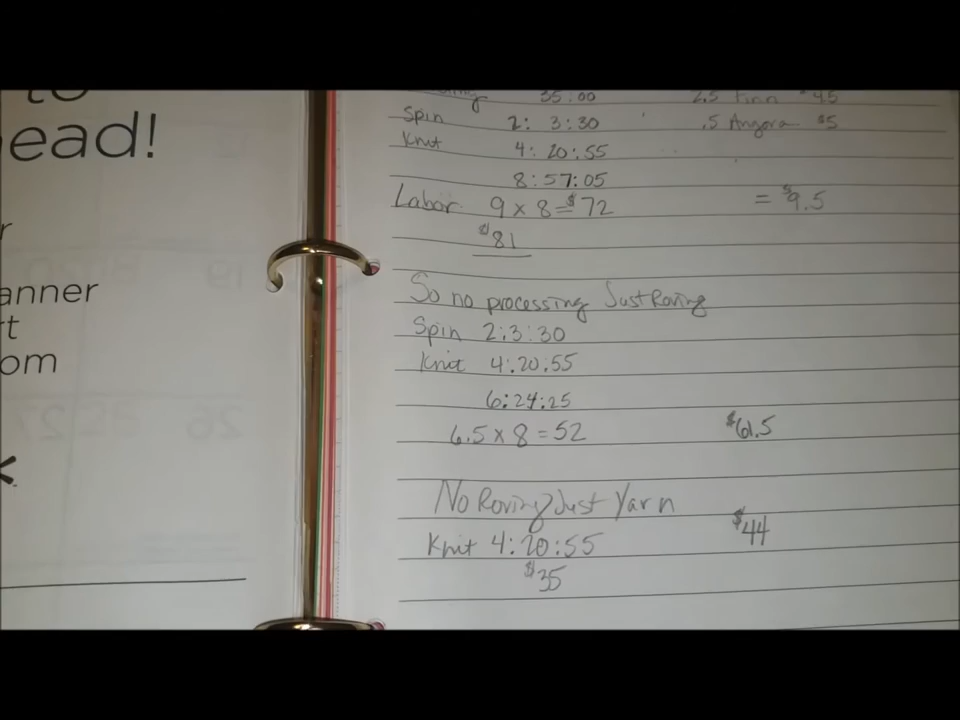 to
ead!
r
anner
rt
om
k.
35:00 2.5 Finn $45
Spin 2: 3:30 .5 Angora $5
Knit 4: 20:55
8:57:05
Labor 9 x 8 = $72 = $9.5
$81
So no processing Just Roving
Spin 2:3:30
Knit 4:20:55
6:24:25
6.5 x 8 = 52 $61.5
No Roving Just Yarn
Knit 4:20:55 $44
$35